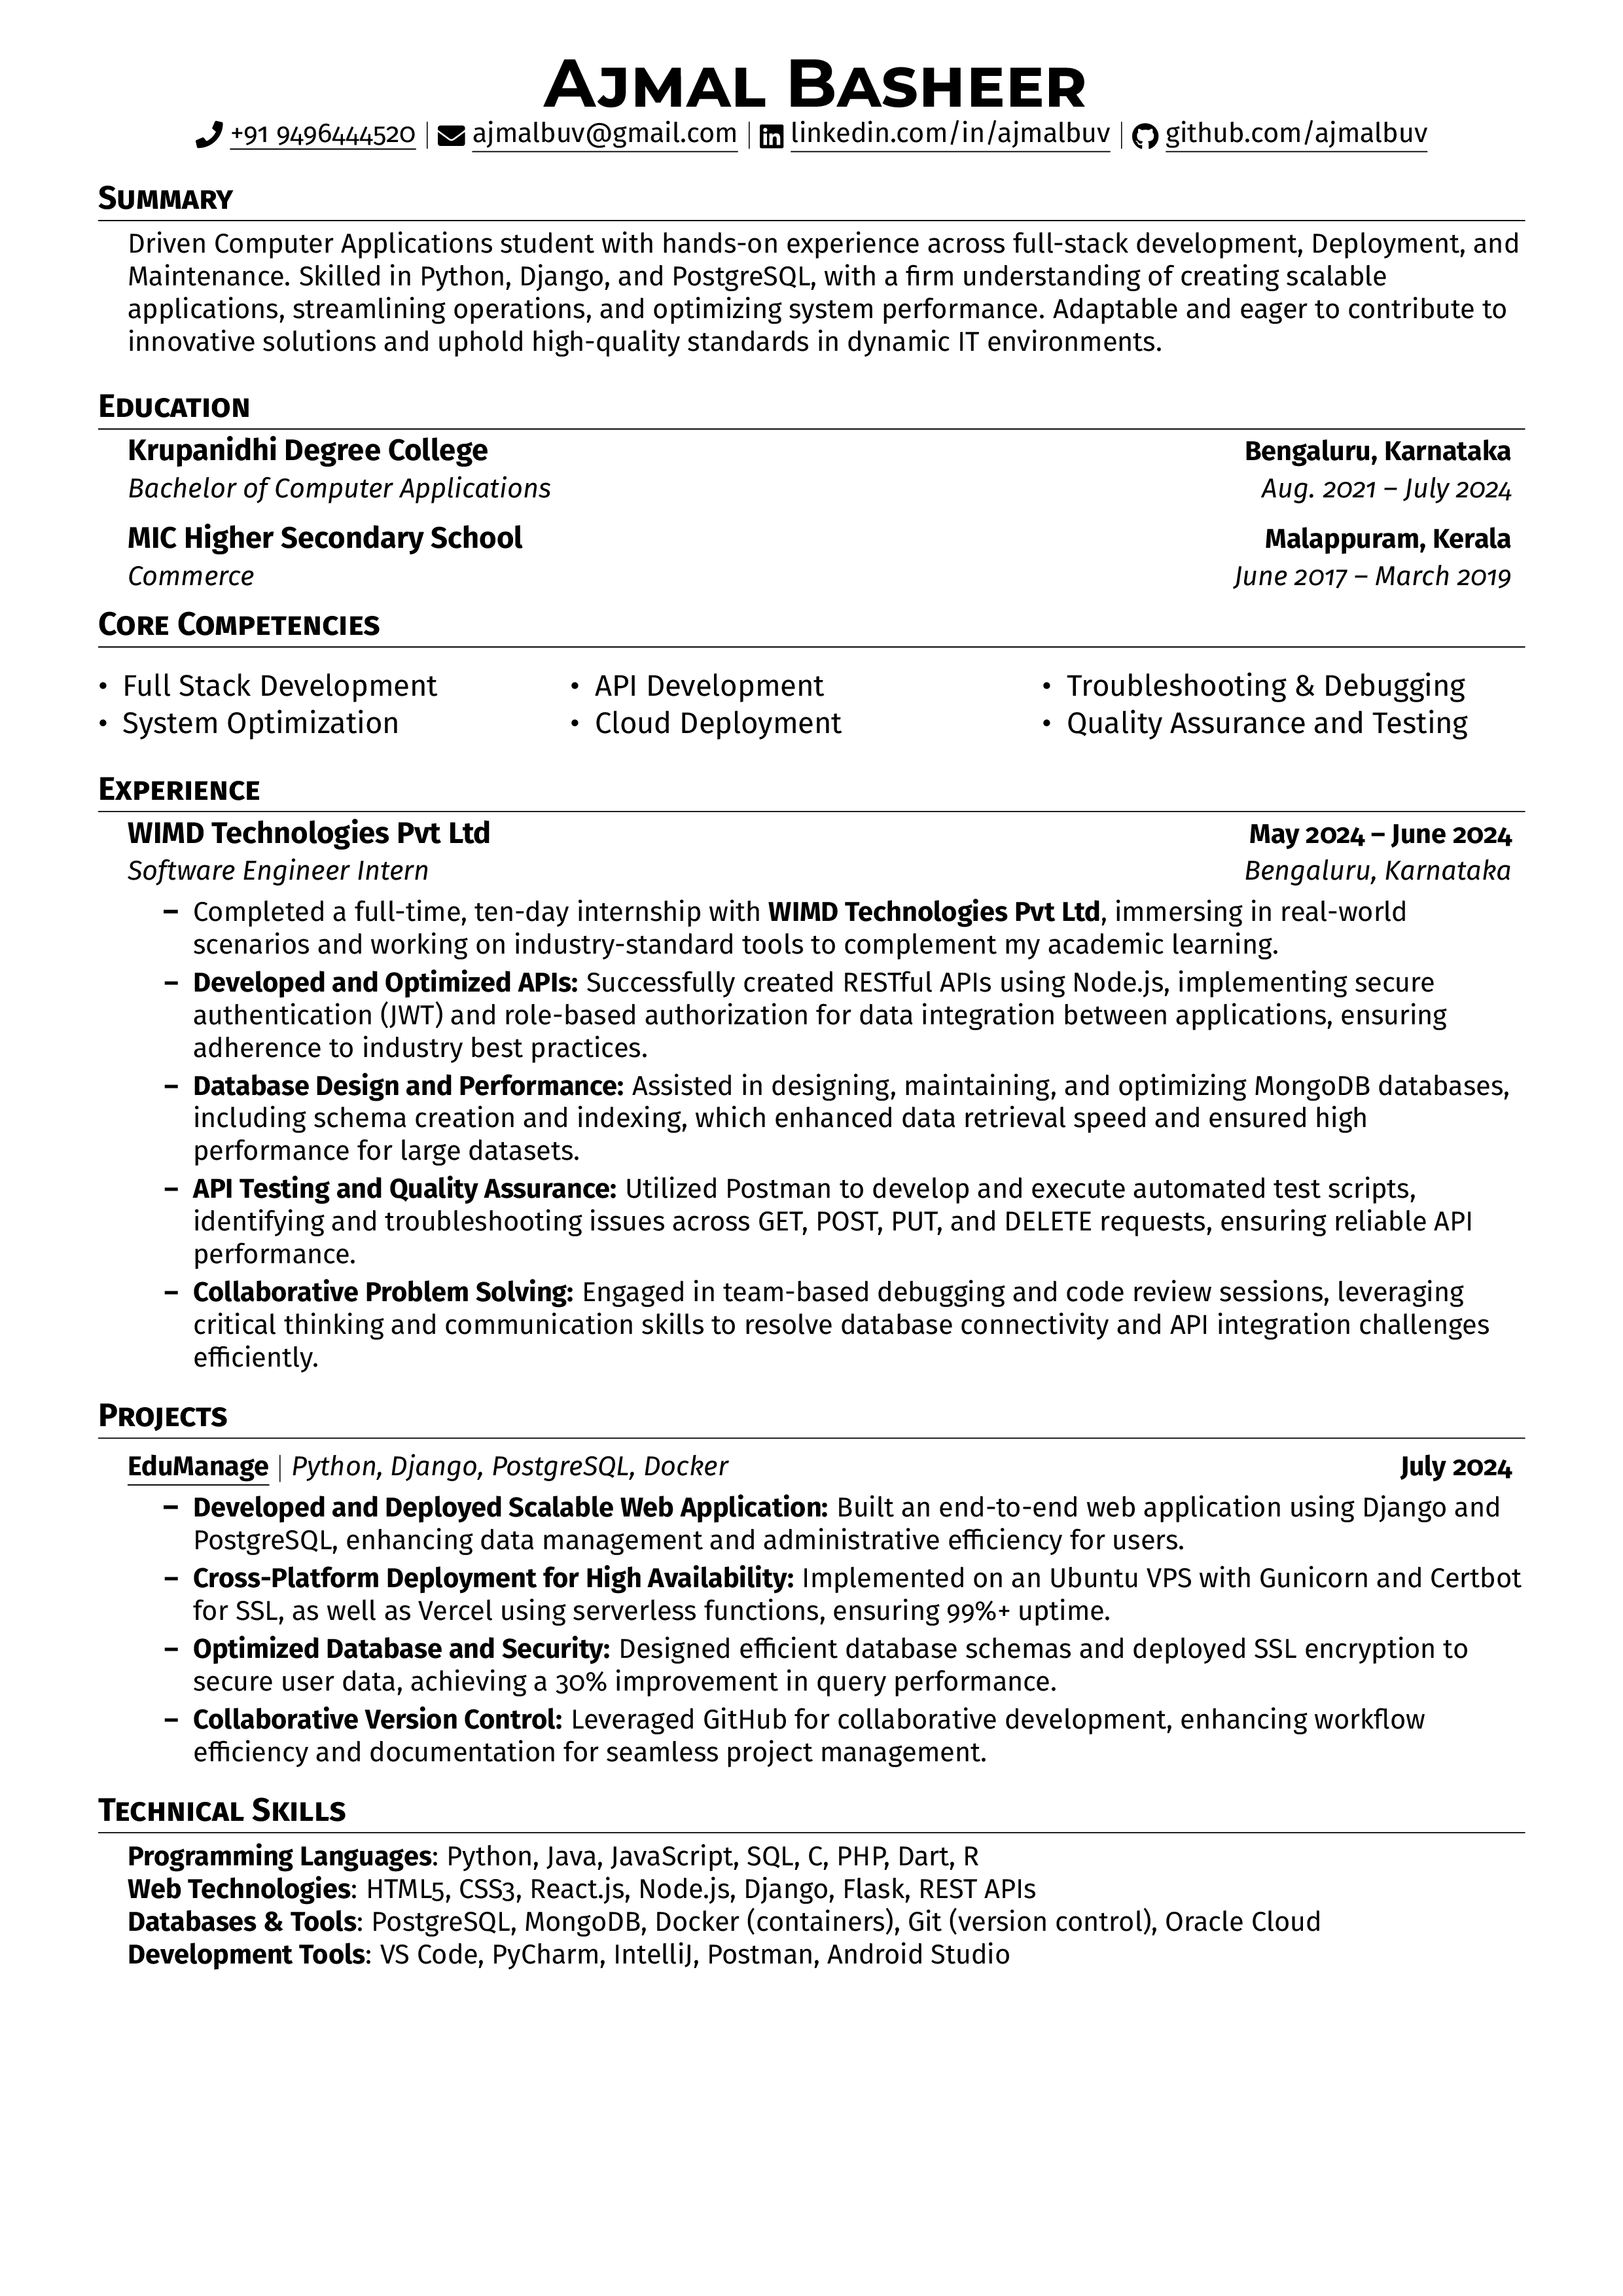 Ajmal Basheer
+91 9496444520 | ajmalbuv@gmail.com | linkedin.com/in/ajmalbuv | github.com/ajmalbuv
Summary
Driven Computer Applications student with hands-on experience across full-stack development, Deployment, and
Maintenance. Skilled in Python, Django, and PostgreSQL, with a firm understanding of creating scalable
applications, streamlining operations, and optimizing system performance. Adaptable and eager to contribute to
innovative solutions and uphold high-quality standards in dynamic IT environments.
Education
Krupanidhi Degree College Bengaluru, Karnataka
Bachelor of Computer Applications Aug. 2021 – July 2024
MIC Higher Secondary School Malappuram, Kerala
Commerce June 2017 – March 2019
Core Competencies
• Full Stack Development • API Development • Troubleshooting & Debugging
• System Optimization • Cloud Deployment • Quality Assurance and Testing
Experience
WIMD Technologies Pvt Ltd May 2024 – June 2024
Software Engineer Intern Bengaluru, Karnataka
– Completed a full-time, ten-day internship with WIMD Technologies Pvt Ltd, immersing in real-world
scenarios and working on industry-standard tools to complement my academic learning.
– Developed and Optimized APIs: Successfully created RESTful APIs using Node.js, implementing secure
authentication (JWT) and role-based authorization for data integration between applications, ensuring
adherence to industry best practices.
– Database Design and Performance: Assisted in designing, maintaining, and optimizing MongoDB databases,
including schema creation and indexing, which enhanced data retrieval speed and ensured high
performance for large datasets.
– API Testing and Quality Assurance: Utilized Postman to develop and execute automated test scripts,
identifying and troubleshooting issues across GET, POST, PUT, and DELETE requests, ensuring reliable API
performance.
– Collaborative Problem Solving: Engaged in team-based debugging and code review sessions, leveraging
critical thinking and communication skills to resolve database connectivity and API integration challenges
efficiently.
Projects
EduManage | Python, Django, PostgreSQL, Docker July 2024
– Developed and Deployed Scalable Web Application: Built an end-to-end web application using Django and
PostgreSQL, enhancing data management and administrative efficiency for users.
– Cross-Platform Deployment for High Availability: Implemented on an Ubuntu VPS with Gunicorn and Certbot
for SSL, as well as Vercel using serverless functions, ensuring 99%+ uptime.
– Optimized Database and Security: Designed efficient database schemas and deployed SSL encryption to
secure user data, achieving a 30% improvement in query performance.
– Collaborative Version Control: Leveraged GitHub for collaborative development, enhancing workflow
efficiency and documentation for seamless project management.
Technical Skills
Programming Languages: Python, Java, JavaScript, SQL, C, PHP, Dart, R
Web Technologies: HTML5, CSS3, React.js, Node.js, Django, Flask, REST APIs
Databases & Tools: PostgreSQL, MongoDB, Docker (containers), Git (version control), Oracle Cloud
Development Tools: VS Code, PyCharm, IntelliJ, Postman, Android Studio